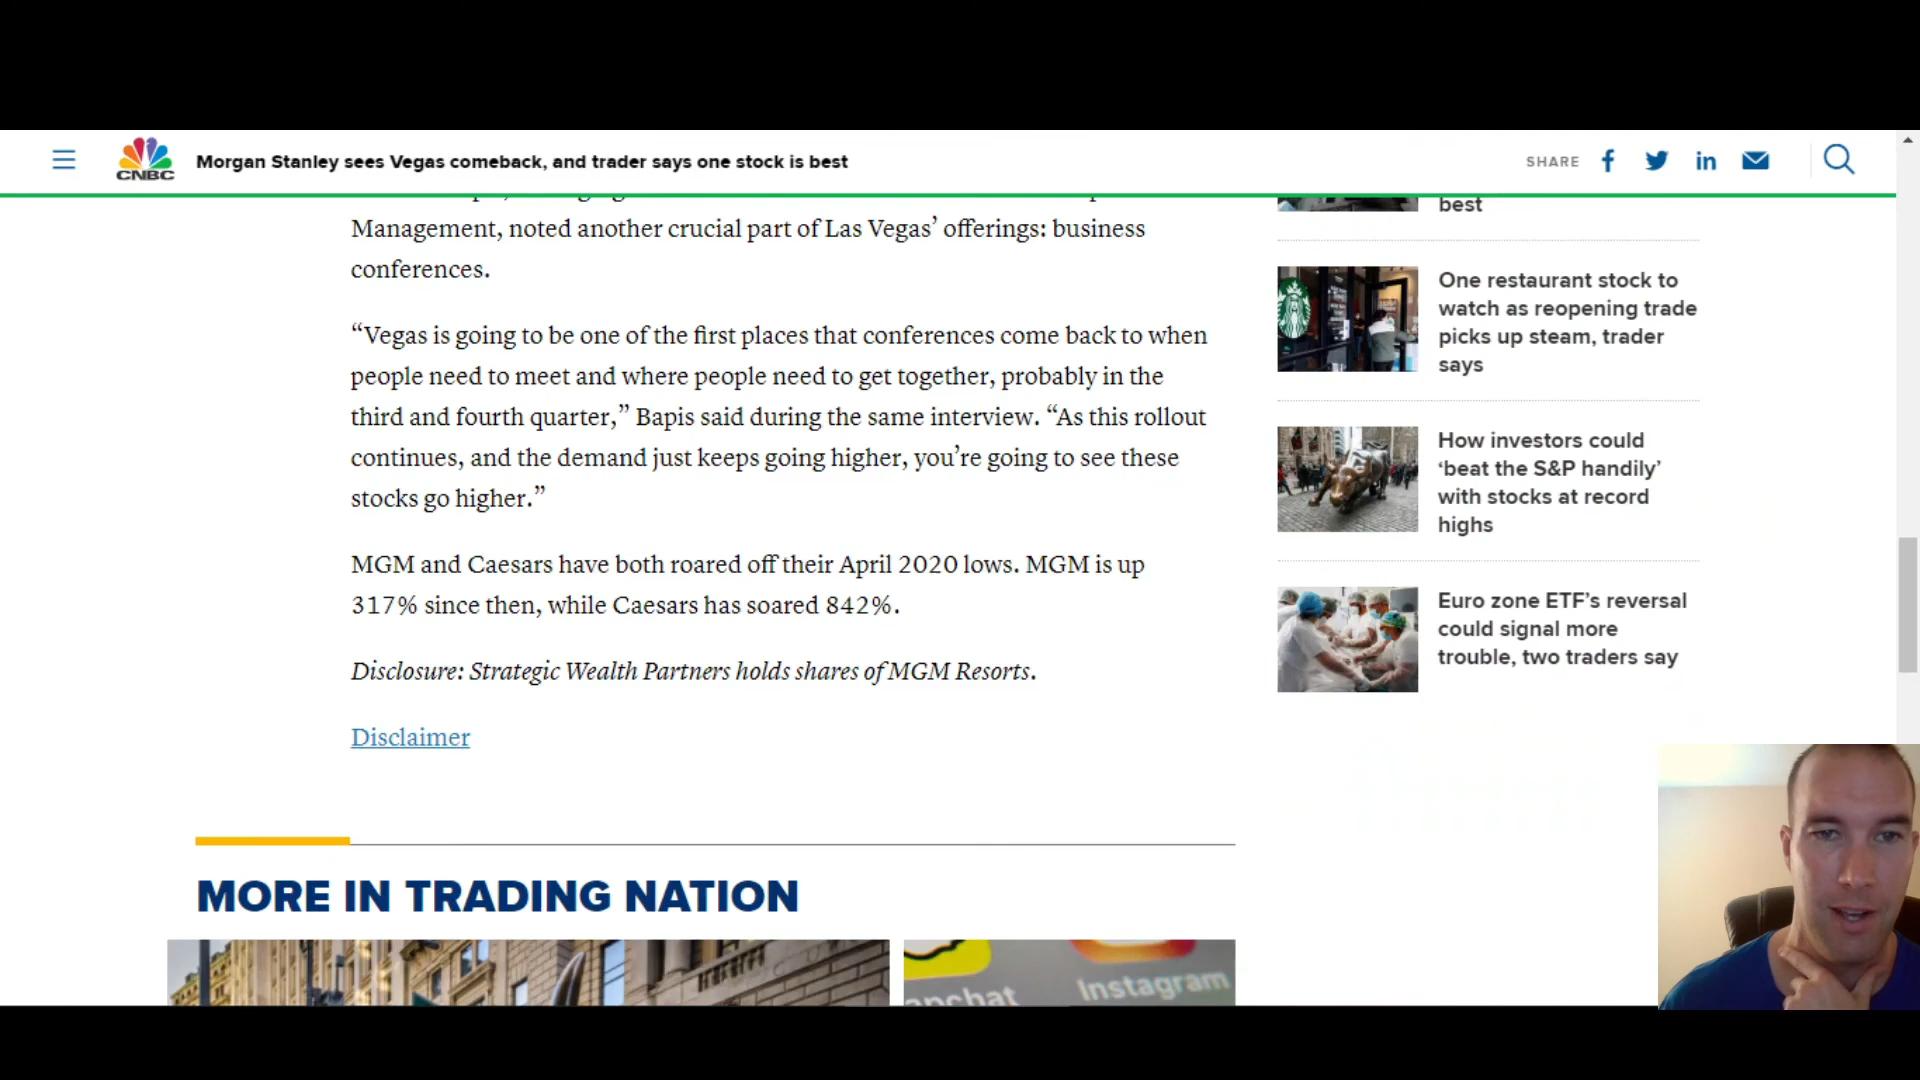 CNBC
Morgan Stanley sees Vegas comeback, and trader says one stock is best
SHARE
Management, noted another crucial part of Las Vegas’ offerings: business
conferences.
“Vegas is going to be one of the first places that conferences come back to when
people need to meet and where people need to get together, probably in the
third and fourth quarter,” Bapis said during the same interview. “As this rollout
continues, and the demand just keeps going higher, you’re going to see these
stocks go higher.”
MGM and Caesars have both roared off their April 2020 lows. MGM is up
317% since then, while Caesars has soared 842%.
Disclosure: Strategic Wealth Partners holds shares of MGM Resorts.
Disclaimer
MORE IN TRADING NATION
Instagram
best
One restaurant stock to
watch as reopening trade
picks up steam, trader
says
How investors could
‘beat the S&P handily’
with stocks at record
highs
Euro zone ETF’s reversal
could signal more
trouble, two traders say